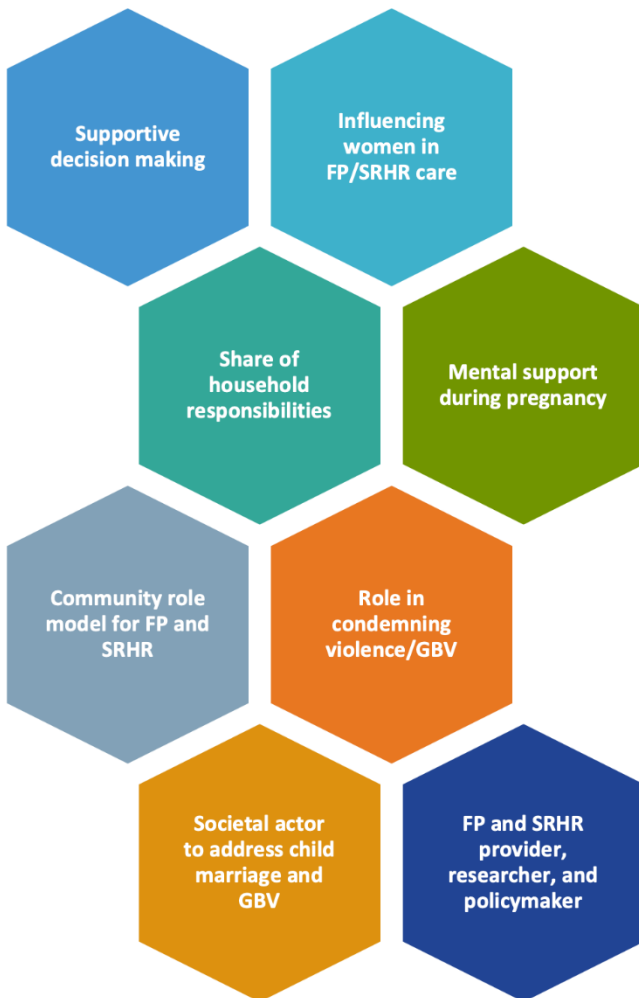 Supportive
decision making
Influencing
women in
FP/SRHR care
Share of
household
responsibilities
Mental support
during pregnancy
Community role
model for FP and
SRHR
Role in
condemning
violence/GBV
Societal actor
to address child
marriage and
GBV
FP and SRHR
provider,
researcher, and
policymaker